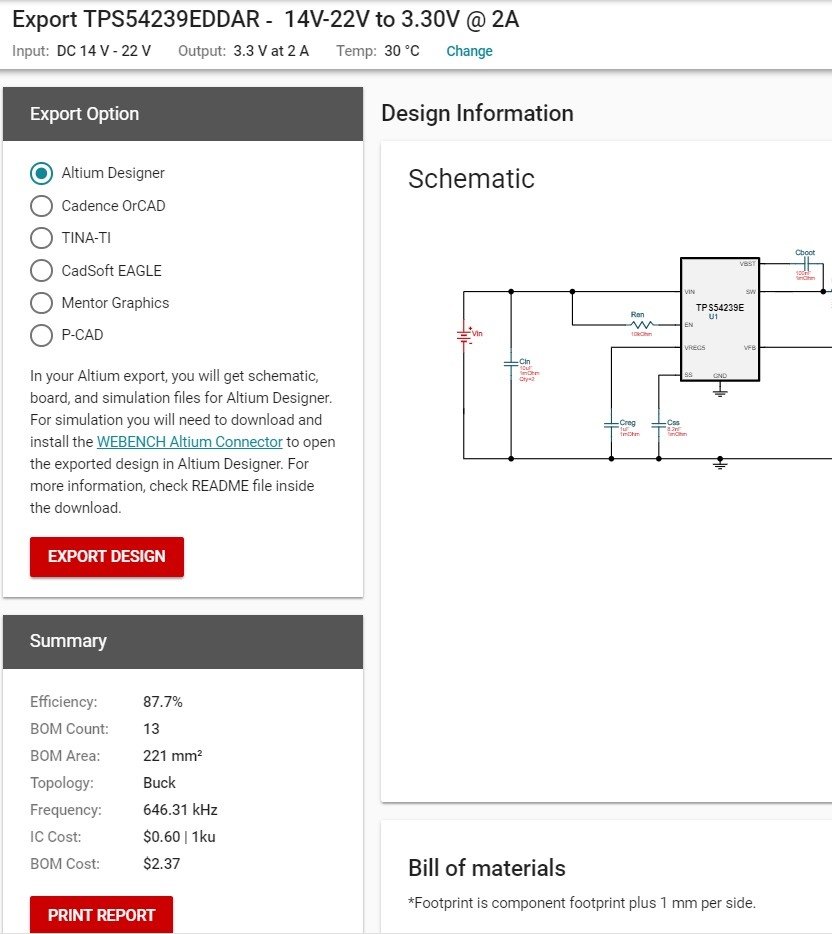 Export TPS54239EDDAR - 14V-22V to 3.30V @ 2A
Input: DC 14 V - 22 V Output: 3.3 V at 2 A Temp: 30 °C Change
Export Option
Altium Designer
Cadence OrCAD
TINA-TI
CadSoft EAGLE
Mentor Graphics
P-CAD
In your Altium export, you will get schematic,
board, and simulation files for Altium Designer.
For simulation you will need to download and
install the WEBENCH Altium Connector to open
the exported design in Altium Designer. For
more information, check README file inside
the download.
EXPORT DESIGN
Summary
Efficiency: 87.7%
BOM Count: 13
BOM Area: 221 mm²
Topology: Buck
Frequency: 646.31 kHz
IC Cost: $0.60 | 1ku
BOM Cost: $2.37
PRINT REPORT
Design Information
Schematic
Cboot
100nF
1mOhm
VBST
VIN
SW
TPS54239E
U1
Ren
10kOhm
EN
Vin
VREG5
VFB
Cin
10uF
1mOhm
Qty=2
SS
GND
Creg
1uF
1mOhm
Css
8.2nF
1mOhm
Bill of materials
*Footprint is component footprint plus 1 mm per side.